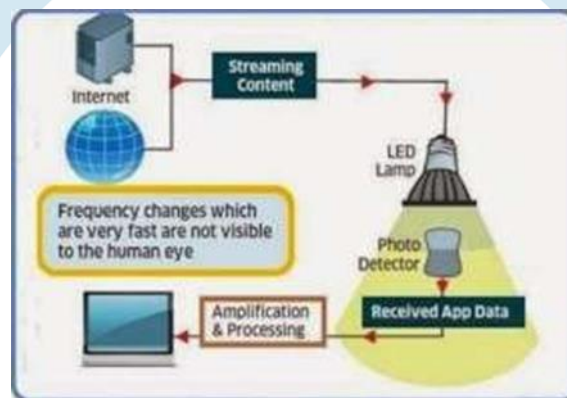 Streaming
Content
Internet
LED
Lamp
Frequency changes which
are very fast are not visible
to the human eye
Photo
Detector
Amplification
& Processing
Received App Data